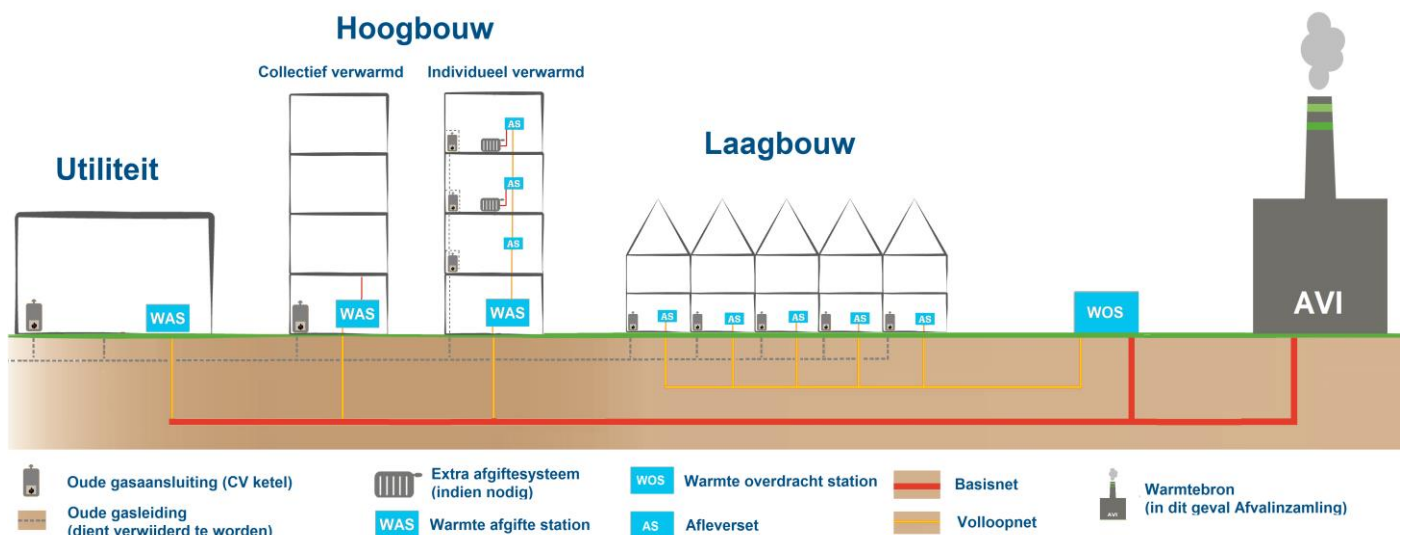 Hoogbouw
Collectief verwarmd
Individueel verwarmd
Utiliteit
Laagbouw
AS
AS
AS
WAS
WAS
WAS
AS
AS
AS
AS
AS
WOS
AVI
Oude gasaansluiting (CV ketel)
Oude gasleiding
(dient verwijderd te worden)
Extra afgiftesysteem
(indien nodig)
WAS
Warmte afgifte station
WOS
Warmte overdracht station
AS
Afleverset
Basisnet
Volloopnet
AVI
Warmtebron
(in dit geval Afvalinzamling)